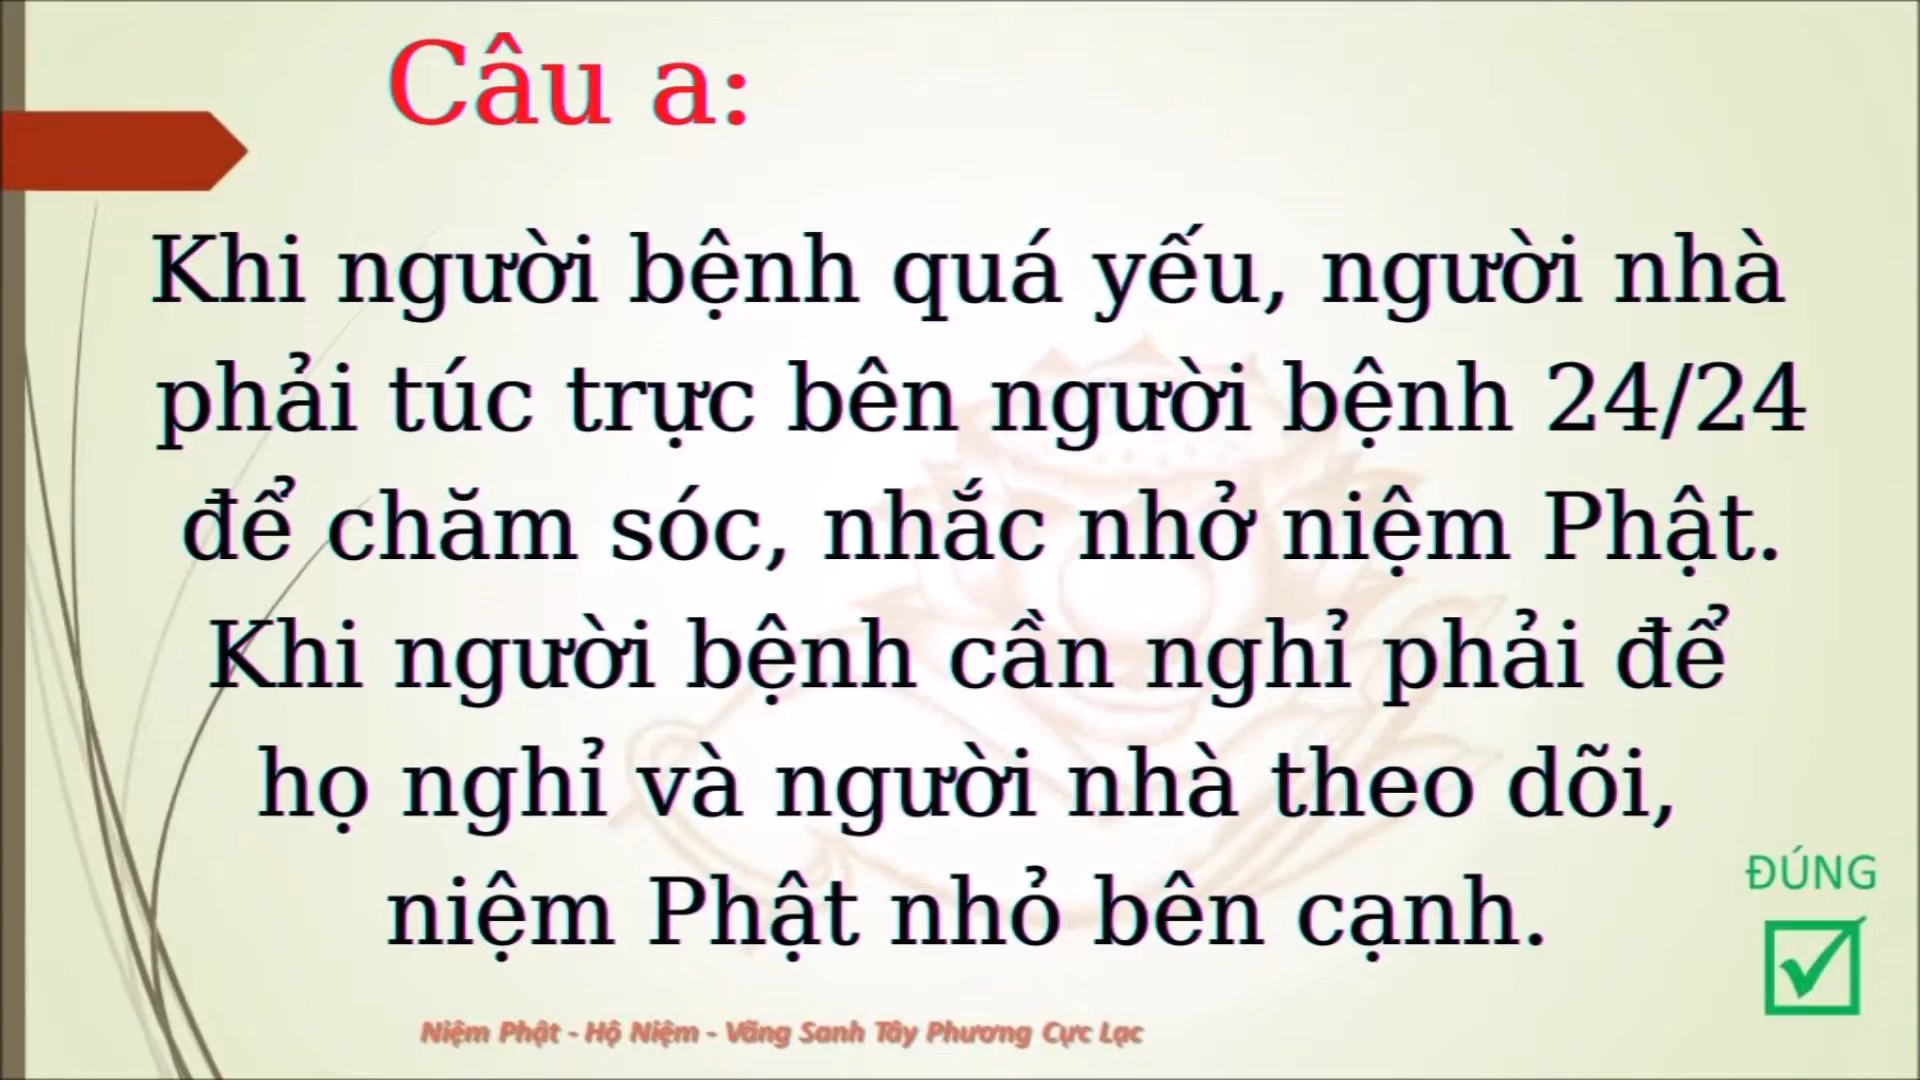 Câu a:
Khi người bệnh quá yếu, người nhà
phải túc trực bên người bệnh 24/24
để chăm sóc, nhắc nhở niệm Phật.
Khi người bệnh cần nghỉ phải để
họ nghỉ và người nhà theo dõi,
niệm Phật nhỏ bên cạnh.
ĐÚNG
Niệm Phật - Hộ Niệm - Vãng Sanh Tây Phương Cực Lạc